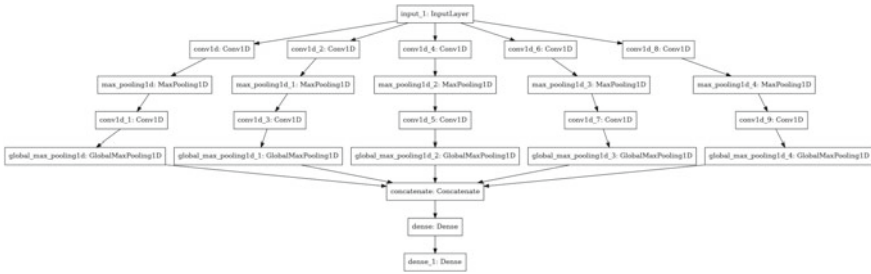 input_1: InputLayer
conv1d: Conv1D
conv1d_2: Conv1D
conv1d_4: Conv1D
conv1d_6: Conv1D
conv1d_8: Conv1D
max_pooling1d: MaxPooling1D
max_pooling1d_1: MaxPooling1D
max_pooling1d_2: MaxPooling1D
max_pooling1d_3: MaxPooling1D
max_pooling1d_4: MaxPooling1D
conv1d_1: Conv1D
conv1d_3: Conv1D
conv1d_5: Conv1D
conv1d_7: Conv1D
conv1d_9: Conv1D
global_max_pooling1d: GlobalMaxPooling1D
global_max_pooling1d_1: GlobalMaxPooling1D
global_max_pooling1d_2: GlobalMaxPooling1D
global_max_pooling1d_3: GlobalMaxPooling1D
global_max_pooling1d_4: GlobalMaxPooling1D
concatenate: Concatenate
dense: Dense
dense_1: Dense